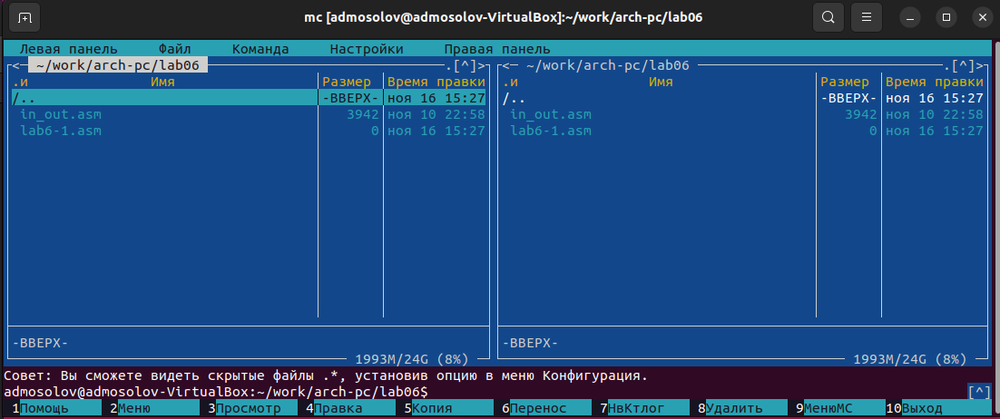 mc [admosolov@admosolov-VirtualBox]:~/work/arch-pc/lab06
Левая панель Файл Команда Настройки Правая панель
<─ ~/work/arch-pc/lab06 .[^]> <─ ~/work/arch-pc/lab06 .[^]>
.и Имя Размер Время правки .и Имя Размер Время правки
/.. -ВВЕРХ- ноя 16 15:27 /.. -ВВЕРХ- ноя 16 15:27
in_out.asm 3942 ноя 10 22:58 in_out.asm 3942 ноя 10 22:58
lab6-1.asm 0 ноя 16 15:27 lab6-1.asm 0 ноя 16 15:27
-ВВЕРХ- -ВВЕРХ-
1993M/24G (8%) 1993M/24G (8%)
Совет: Вы сможете видеть скрытые файлы .*, установив опцию в меню Конфигурация.
admosolov@admosolov-VirtualBox:~/work/arch-pc/lab06$ [^]
1Помощь 2Меню 3Просмотр 4Правка 5Копия 6Перенос 7НвКтлог 8Удалить 9МенюМС 10Выход